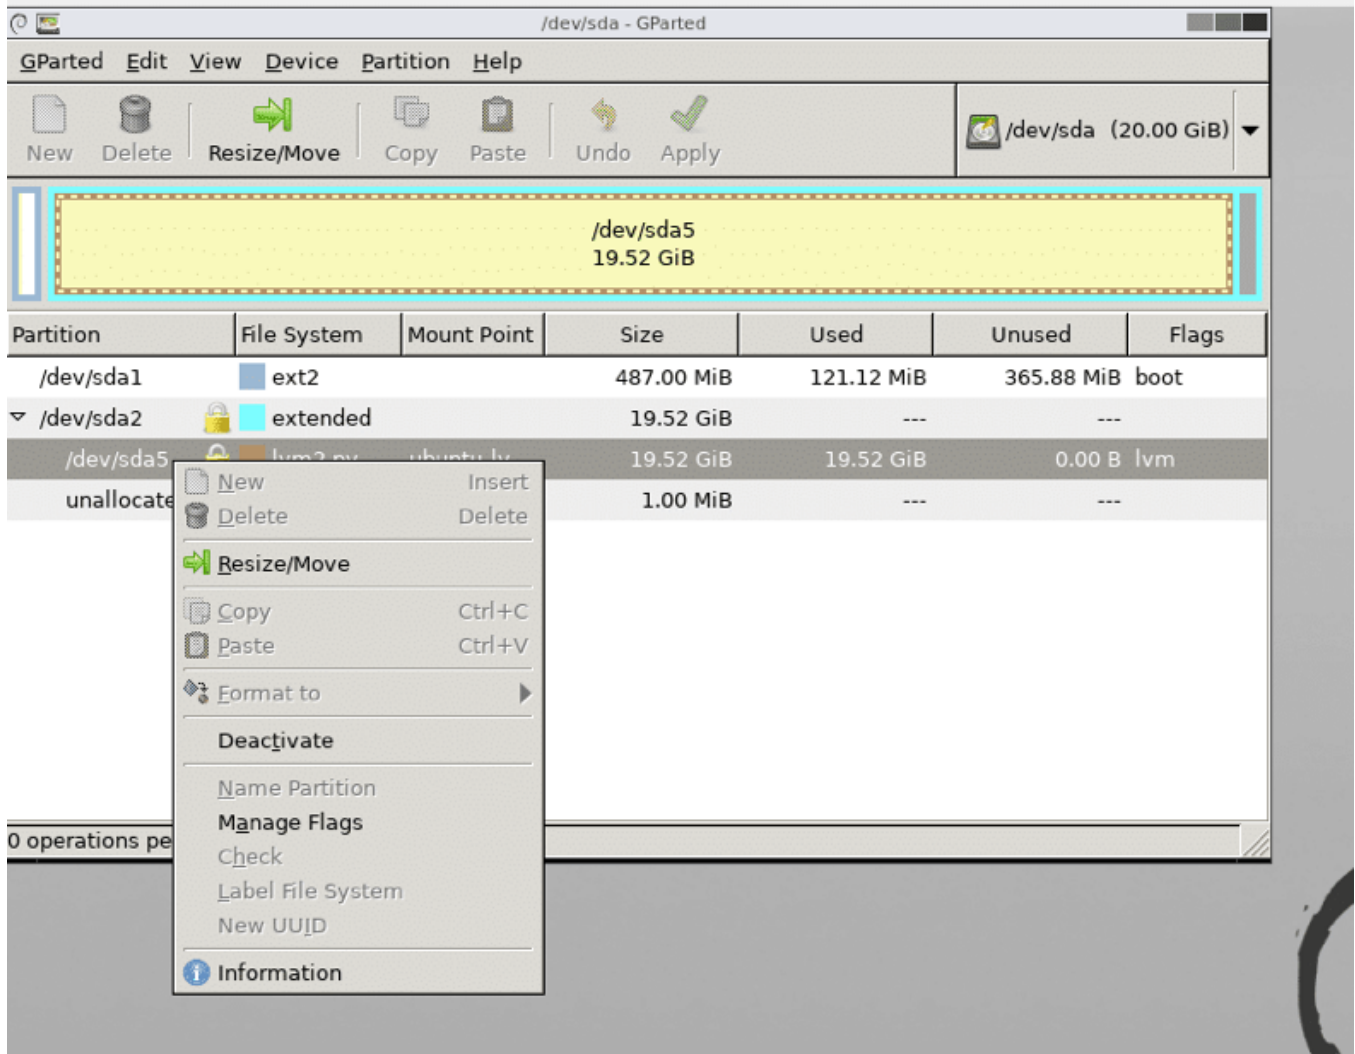 /dev/sda - GParted
GParted Edit View Device Partition Help
New Delete Resize/Move Copy Paste Undo Apply /dev/sda (20.00 GiB)
/dev/sda5
19.52 GiB
Partition File System Mount Point Size Used Unused Flags
/dev/sda1 ext2 487.00 MiB 121.12 MiB 365.88 MiB boot
/dev/sda2 extended 19.52 GiB --- ---
/dev/sda5 lvm2 pv ubuntu-lv 19.52 GiB 19.52 GiB 0.00 B lvm
unallocate 1.00 MiB --- ---
New Insert
Delete Delete
Resize/Move
Copy Ctrl+C
Paste Ctrl+V
Format to
Deactivate
Name Partition
Manage Flags
0 operations pe
Check
Label File System
New UUID
Information